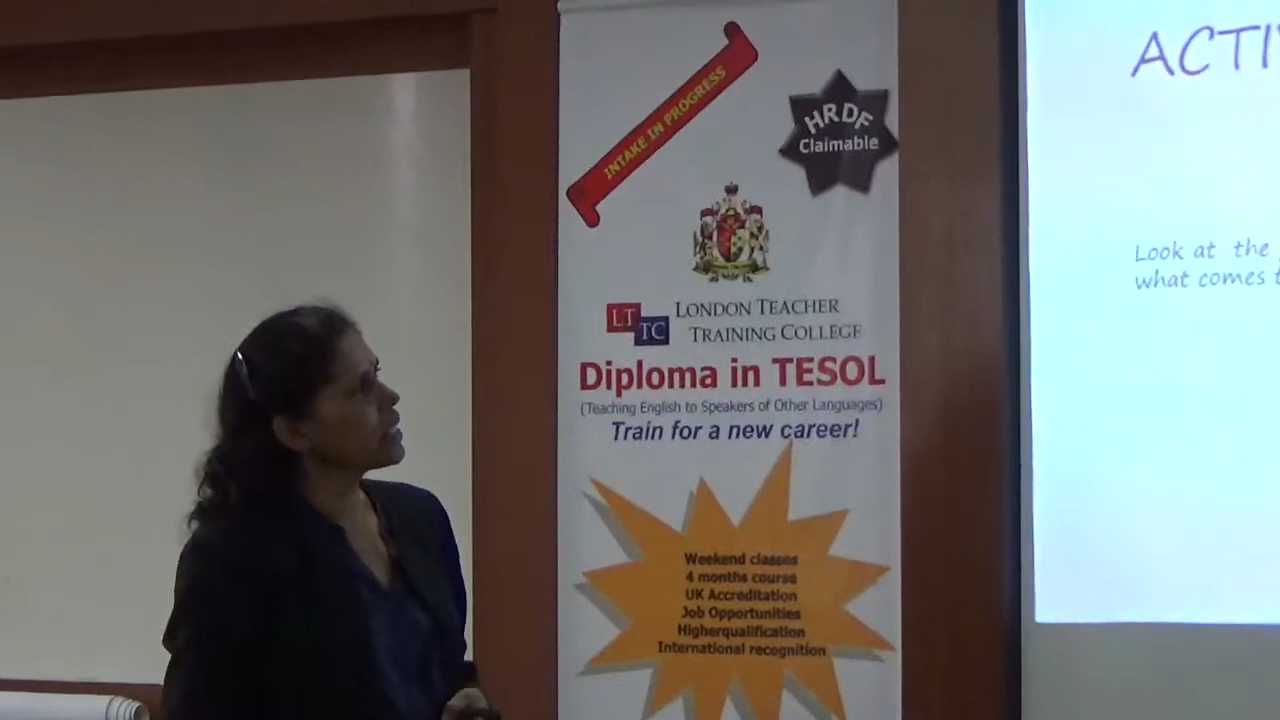 INTAKE IN PROGRESS
HRDF
Claimable
LT
TC
LONDON TEACHER
TRAINING COLLEGE
Diploma in TESOL
(Teaching English to Speakers of Other Languages)
Train for a new career!
Weekend classes
4 months course
UK Accreditation
Job Opportunities
Higherqualification
International recognition
ACTI
Look at the
what comes t